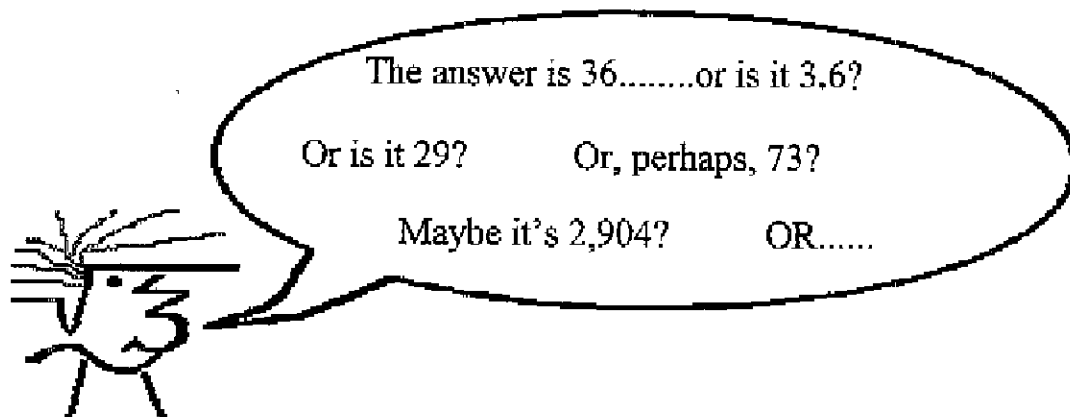 The answer is 36........or is it 3.6?
Or is it 29? Or, perhaps, 73?
Maybe it's 2,904? OR......